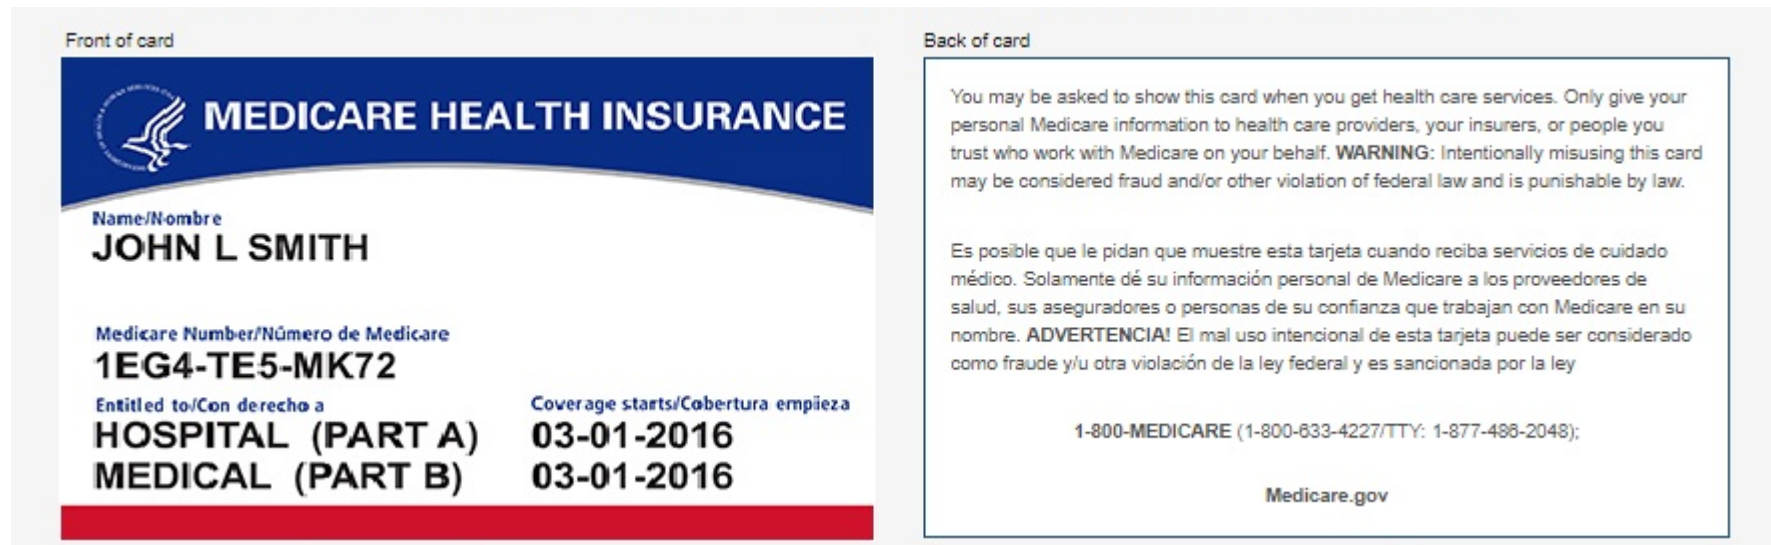 Front of card
MEDICARE HEALTH INSURANCE
Name/Nombre
JOHN L SMITH
Medicare Number/Número de Medicare
1EG4-TE5-MK72
Entitled to/Con derecho a
Coverage starts/Cobertura empieza
HOSPITAL (PART A) 03-01-2016
MEDICAL (PART B) 03-01-2016
Back of card
You may be asked to show this card when you get health care services. Only give your
personal Medicare information to health care providers, your insurers, or people you
trust who work with Medicare on your behalf. WARNING: Intentionally misusing this card
may be considered fraud and/or other violation of federal law and is punishable by law.
Es posible que le pidan que muestre esta tarjeta cuando reciba servicios de cuidado
médico. Solamente dé su información personal de Medicare a los proveedores de
salud, sus aseguradores o personas de su confianza que trabajan con Medicare en su
nombre. ADVERTENCIA! El mal uso intencional de esta tarjeta puede ser considerado
como fraude y/u otra violación de la ley federal y es sancionada por la ley
1-800-MEDICARE (1-800-633-4227/TTY: 1-877-486-2048);
Medicare.gov